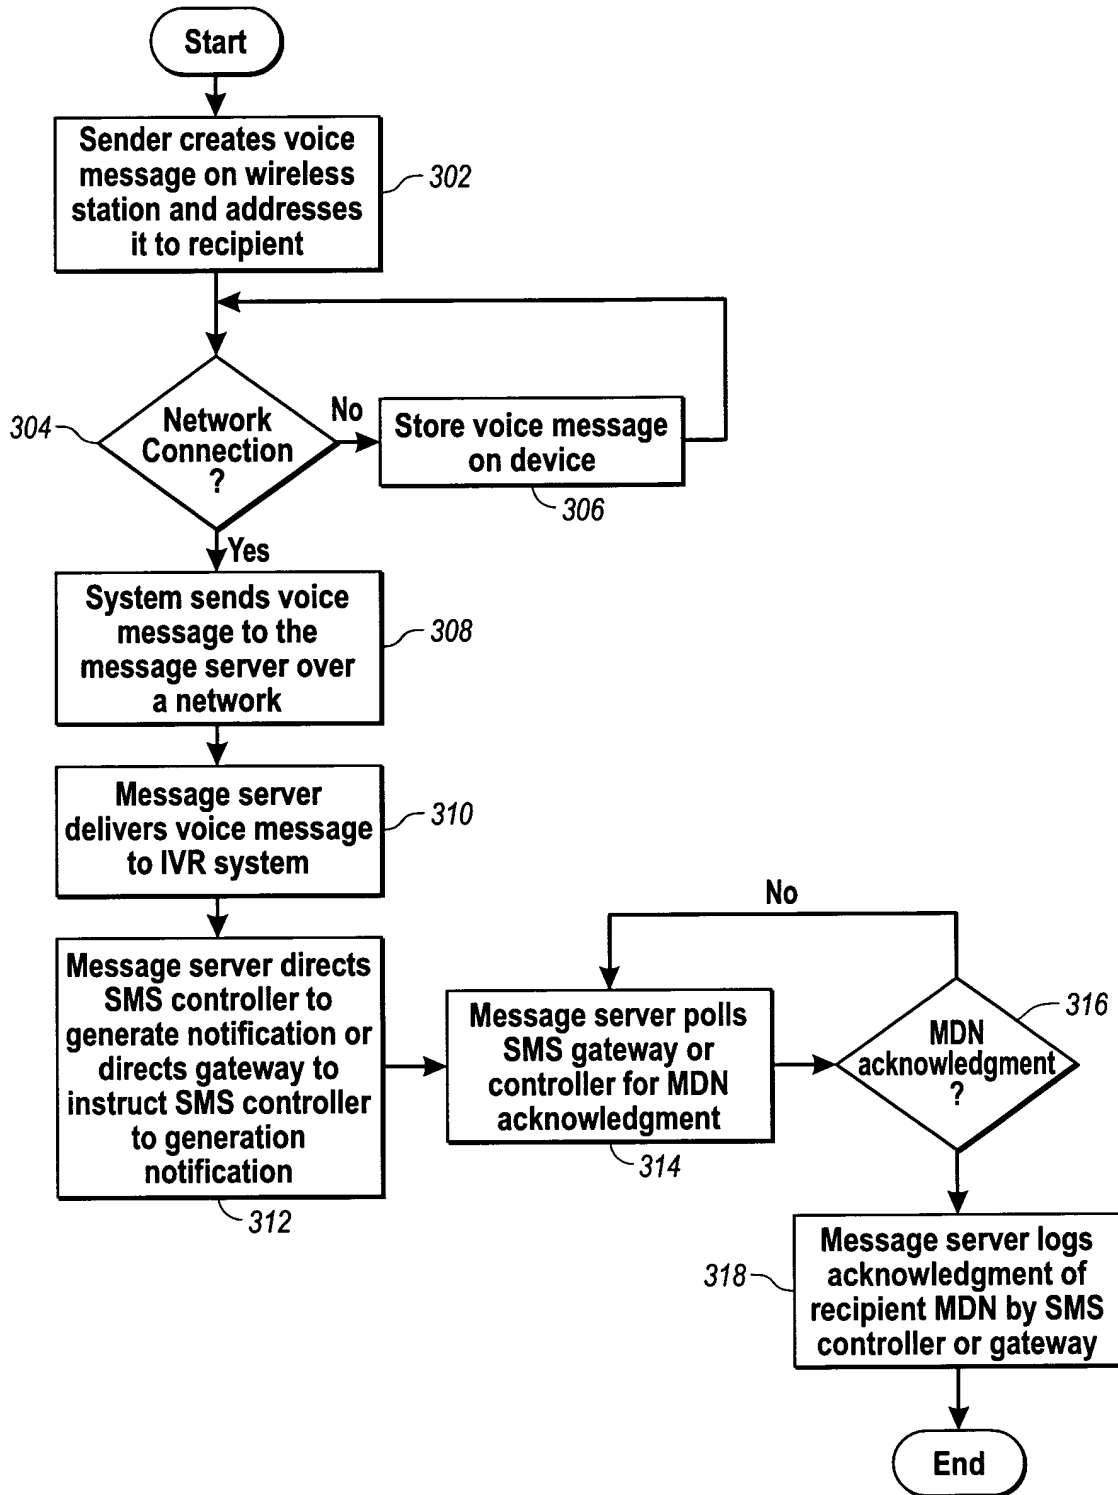 Start
Sender creates voice
message on wireless
station and addresses
it to recipient
302
304
Network
Connection
?
No
Store voice message
on device
306
Yes
System sends voice
message to the
message server over
a network
308
Message server
delivers voice message
to IVR system
310
Message server directs
SMS controller to
generate notification or
directs gateway to
instruct SMS controller
to generation
notification
312
Message server polls
SMS gateway or
controller for MDN
acknowledgment
314
No
MDN
acknowledgment
?
316
318
Message server logs
acknowledgment of
recipient MDN by SMS
controller or gateway
End